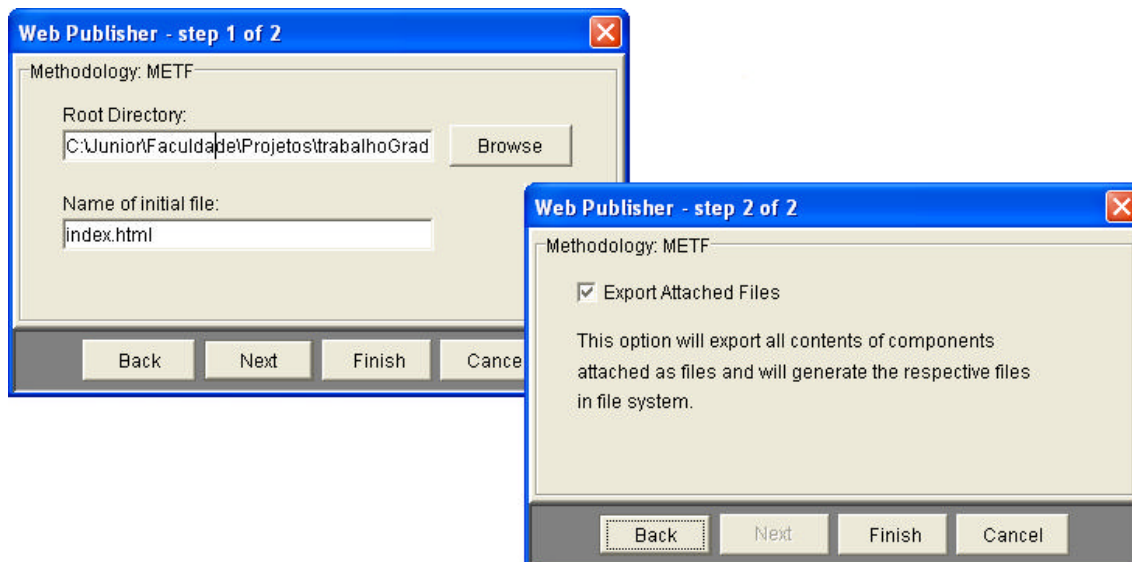 Web Publisher - step 1 of 2
Methodology: METF
Root Directory:
C:\Junior\Faculdade\Projetos\trabalhoGrad
Browse
Name of initial file:
index.html
Back Next Finish Cance
Web Publisher - step 2 of 2
Methodology: METF
Export Attached Files
This option will export all contents of components
attached as files and will generate the respective files
in file system.
Back Next Finish Cancel